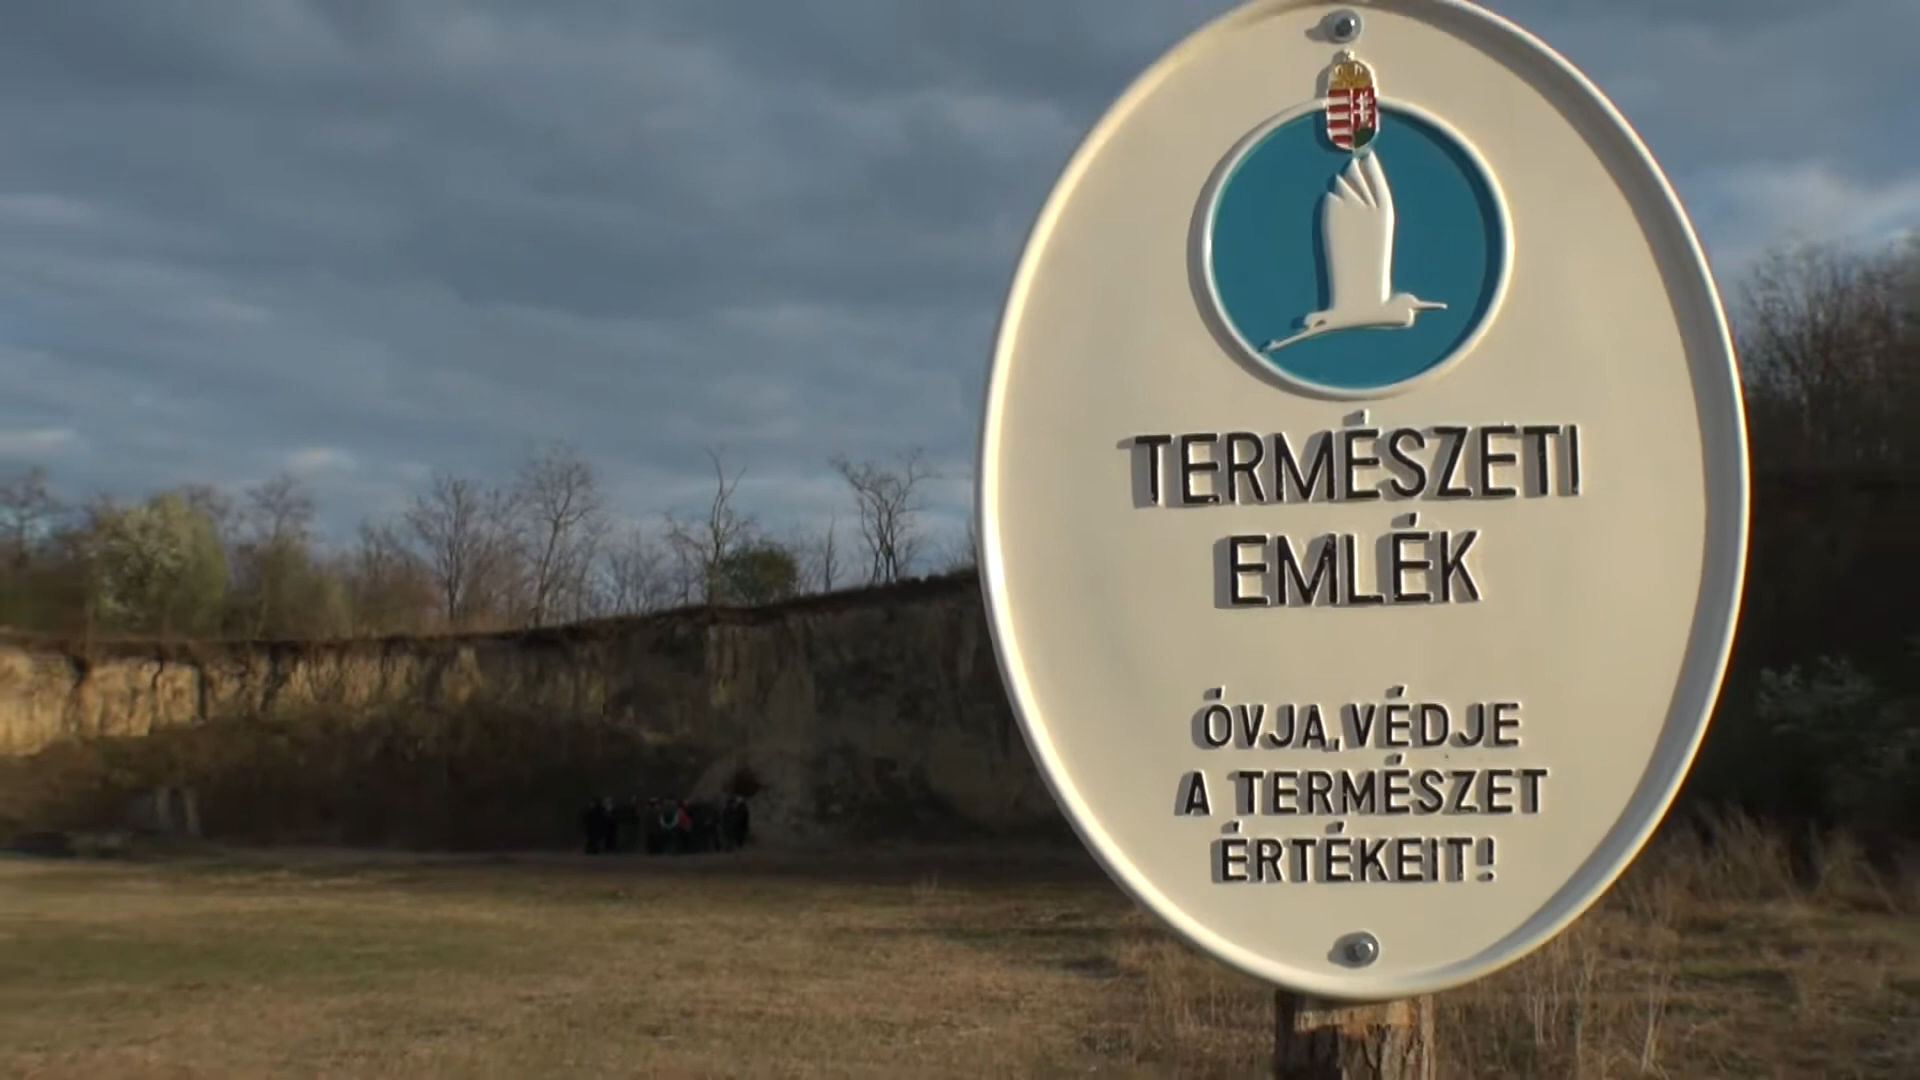 TERMÉSZETI
EMLÉK
ÓVJA, VÉDJE
A TERMÉSZET
ÉRTÉKEIT!